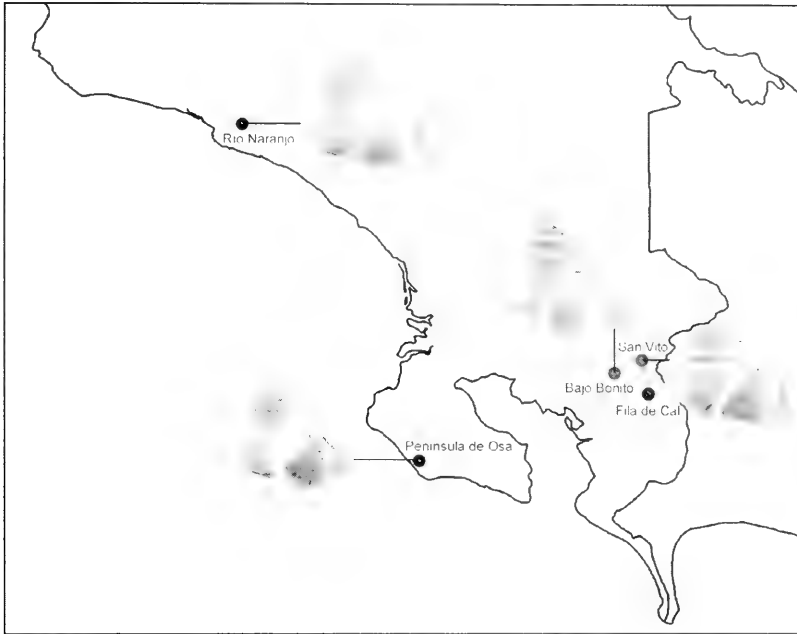 Rio Naranjo
San Vito
Bajo Bonito
Fila de Cal
Peninsula de Osa